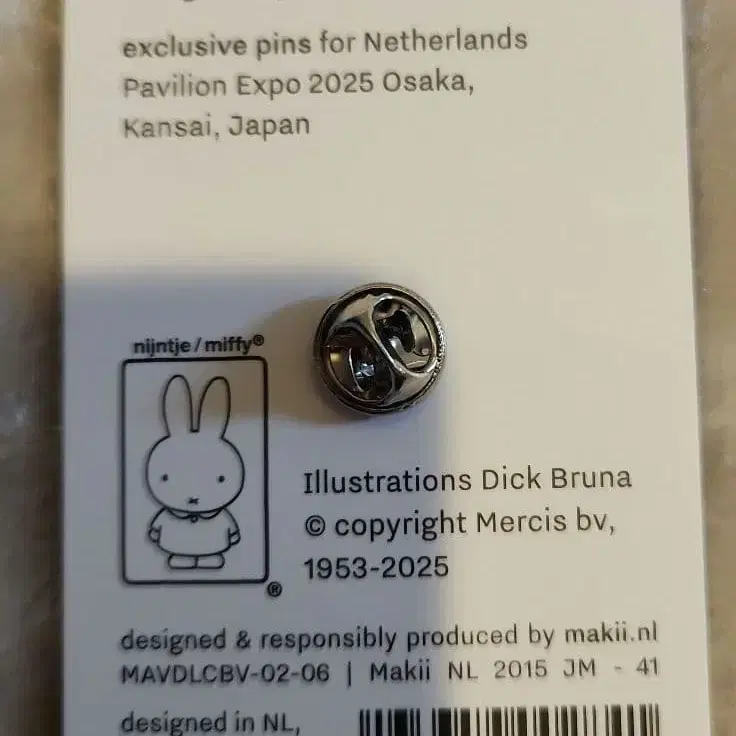 exclusive pins for Netherlands
Pavilion Expo 2025 Osaka,
Kansai, Japan
nijntje / miffy®
®
Illustrations Dick Bruna
© copyright Mercis bv,
1953-2025
designed & responsibly produced by makii.nl
MAVDLCBV-02-06 | Makii NL 2015 JM - 41
designed in NL,